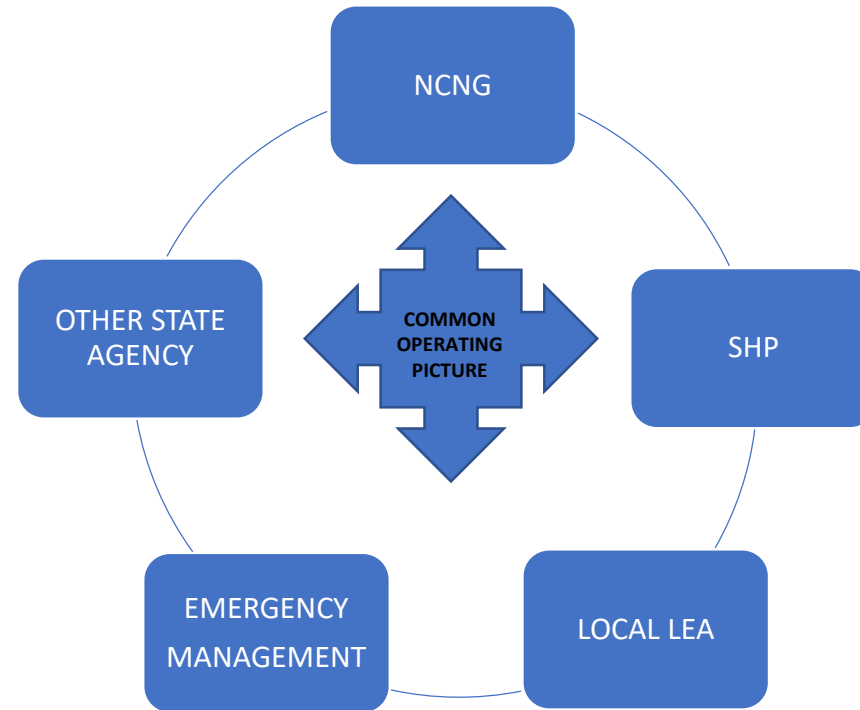 NCNG
OTHER STATE
AGENCY
COMMON
OPERATING
PICTURE
SHP
EMERGENCY
MANAGEMENT
LOCAL LEA